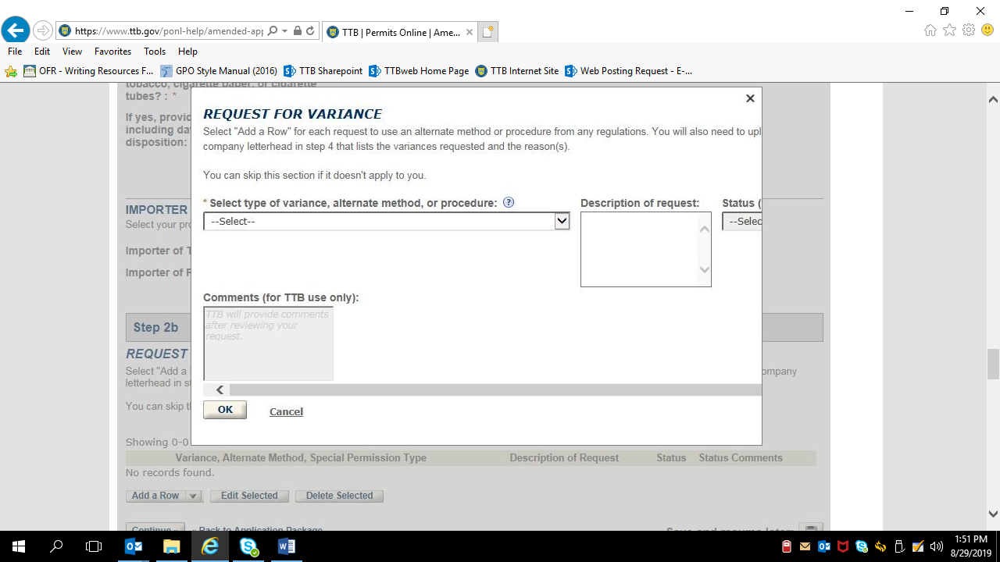 https://www.ttb.gov/ponl-help/amended-apr
TTB | Permits Online | Ame...
File Edit View Favorites Tools Help
OFR - Writing Resources F... GPO Style Manual (2016) TTB Sharepoint TTBweb Home Page TTB Internet Site Web Posting Request - E-...
tobacco, cigarette paper, or cigarette
tubes? : *
If yes, provid
including dat
disposition:
REQUEST FOR VARIANCE
Select "Add a Row" for each request to use an alternate method or procedure from any regulations. You will also need to upl
company letterhead in step 4 that lists the variances requested and the reason(s).
You can skip this section if it doesn't apply to you.
* Select type of variance, alternate method, or procedure: ? Description of request: Status (
--Select-- --Selec
IMPORTER
Select your pro
Importer of T
Importer of P
Comments (for TTB use only):
TTB will provide comments
after reviewing your
request.
OK Cancel
Step 2b
REQUEST
Select "Add a company
letterhead in st
You can skip t
Showing 0-0
Variance, Alternate Method, Special Permission Type Description of Request Status Status Comments
No records found.
Add a Row Edit Selected Delete Selected
Continue » » Back to Application Package Save and resume later:
1:51 PM
8/29/2019